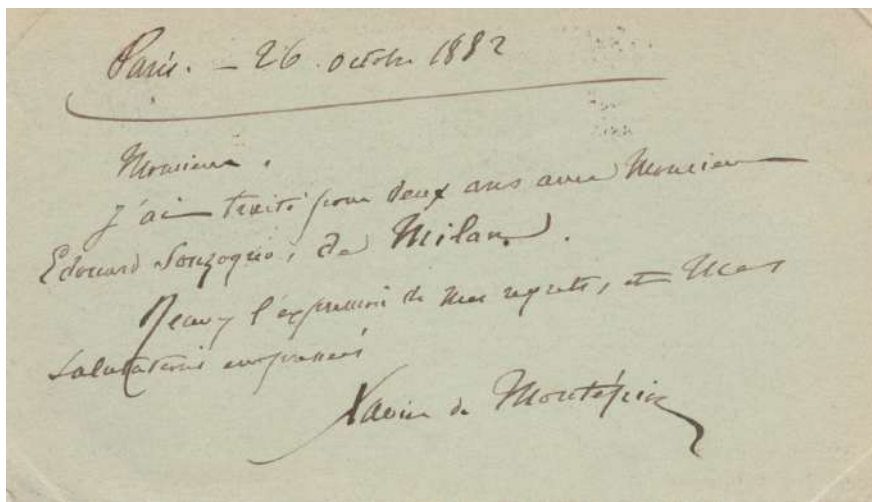 Paris. – 26 octobre 1882
Monsieur.
J'ai traité pour deux ans avec Monsieur
Edouard Sonzogno, de Milan.
Recevez l'expression de mes regrets, et mes
salutations empressées
Xavier de Montépin